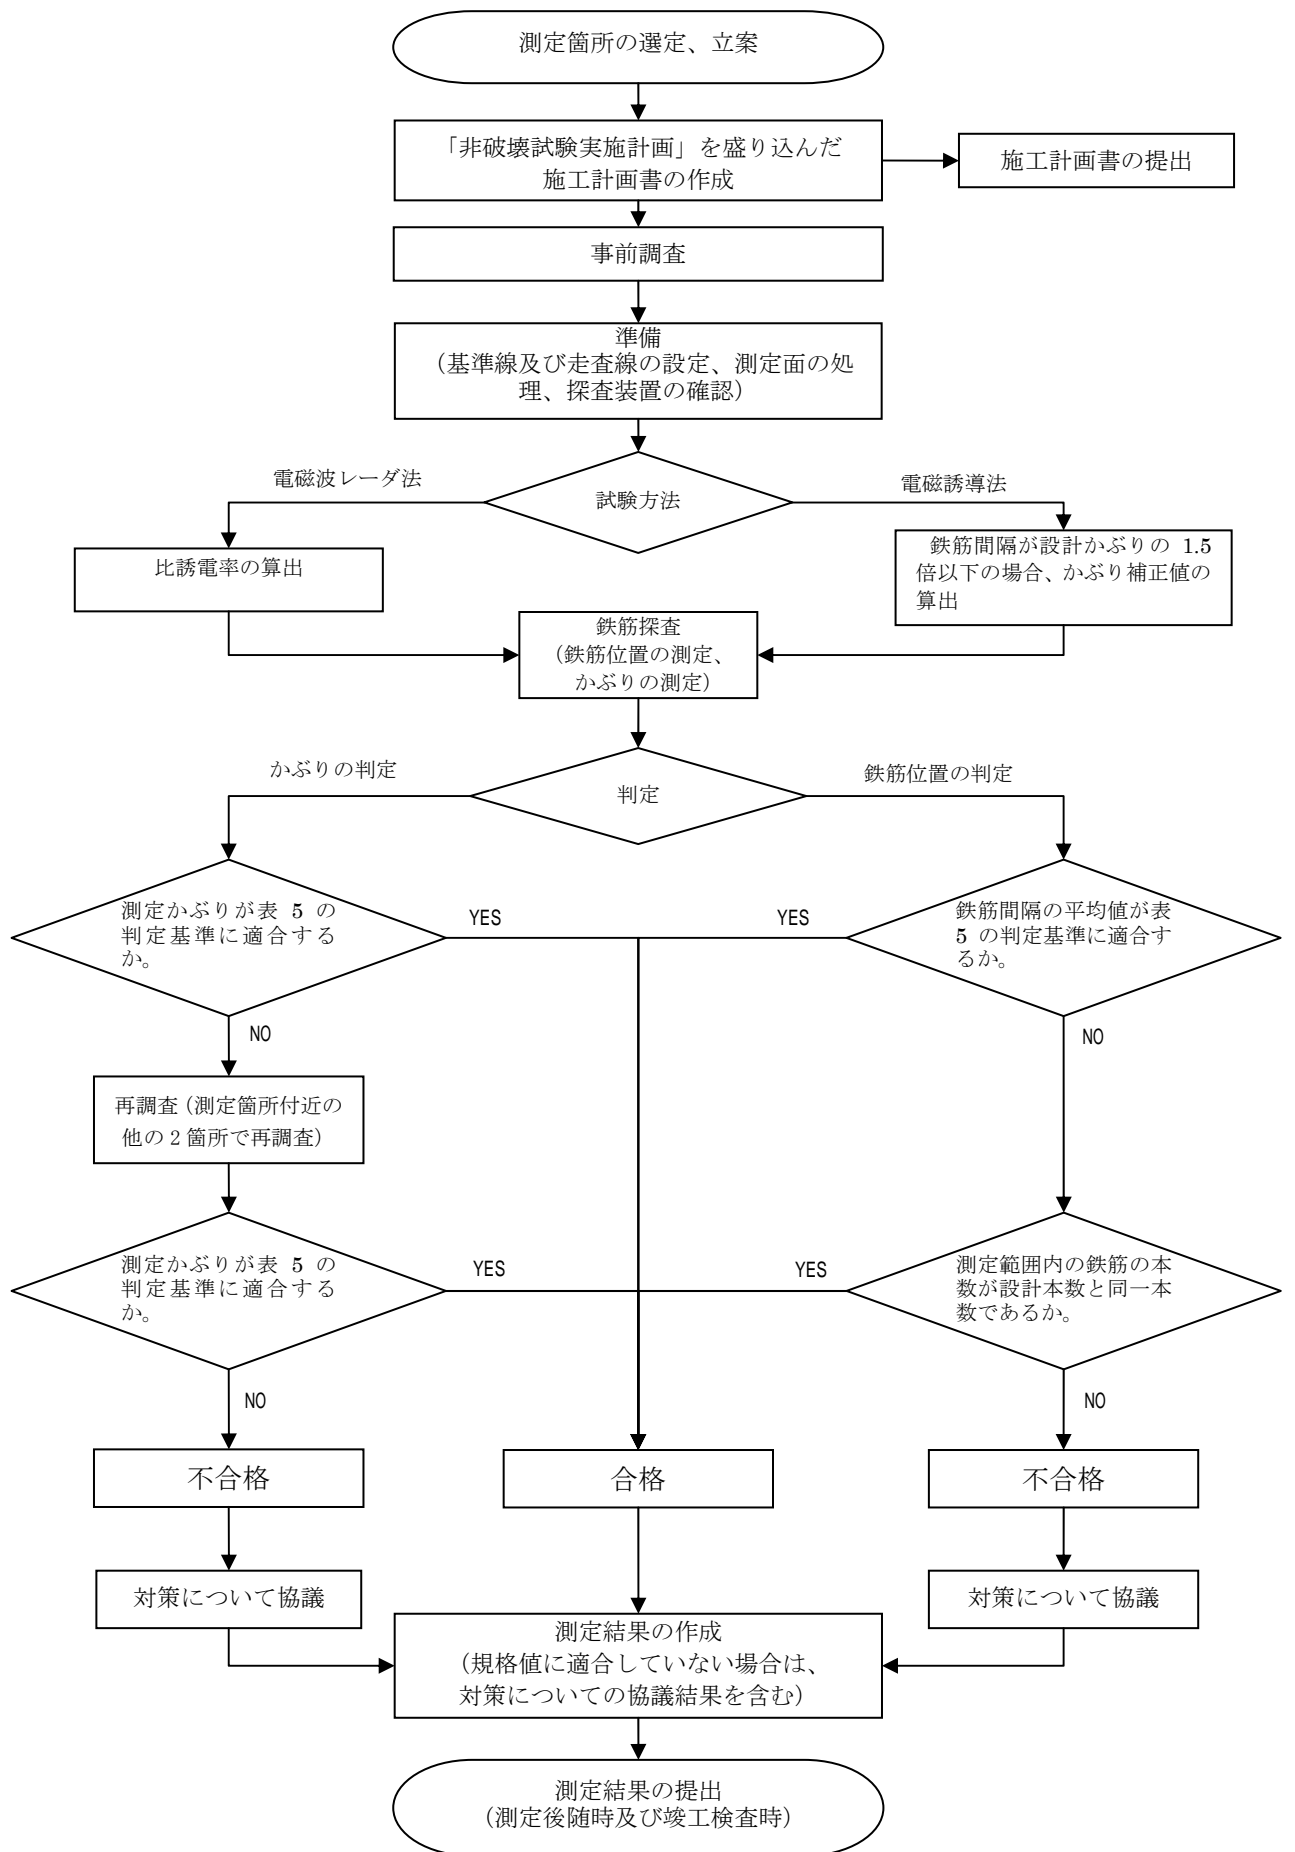 測定箇所の選定、立案
「非破壊試験実施計画」を盛り込んだ
施工計画書の作成
施工計画書の提出
事前調査
準備
（基準線及び走査線の設定、測定面の処
理、探査装置の確認）
電磁波レーダ法
試験方法
電磁誘導法
比誘電率の算出
鉄筋間隔が設計かぶりの 1.5
倍以下の場合、かぶり補正値の
算出
鉄筋探査
（鉄筋位置の測定、
かぶりの測定）
かぶりの判定
判定
鉄筋位置の判定
測定かぶりが表 5 の
判定基準に適合する
か。
YES
YES
鉄筋間隔の平均値が表
5 の判定基準に適合す
るか。
NO
NO
再調査（測定箇所付近の
他の２箇所で再調査）
測定かぶりが表 5 の
判定基準に適合する
か。
YES
YES
測定範囲内の鉄筋の本
数が設計本数と同一本
数であるか。
NO
NO
不合格
合格
不合格
対策について協議
対策について協議
測定結果の作成
（規格値に適合していない場合は、
対策についての協議結果を含む）
測定結果の提出
（測定後随時及び竣工検査時）